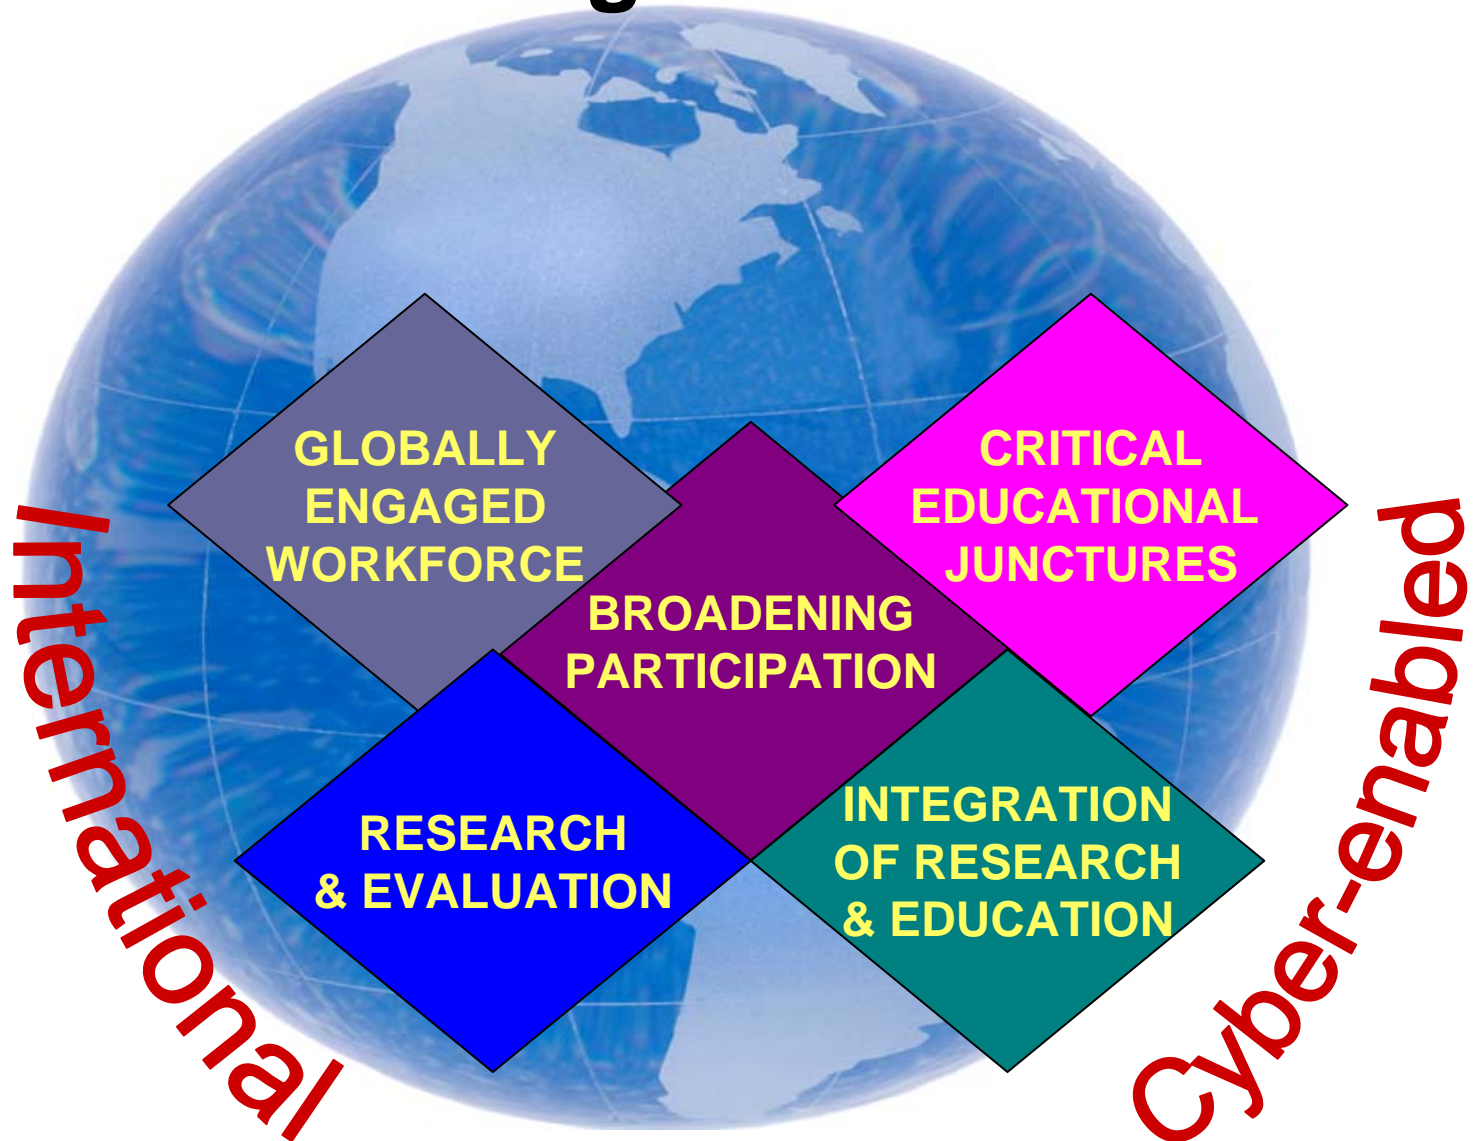 GLOBALLY
ENGAGED
WORKFORCE
CRITICAL
EDUCATIONAL
JUNCTURES
BROADENING
PARTICIPATION
RESEARCH
& EVALUATION
INTEGRATION
OF RESEARCH
& EDUCATION
International
Cyber-enabled